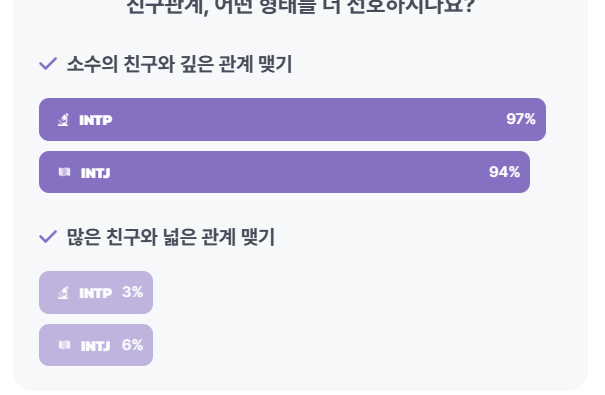 친구관계, 어떤 형태를 더 선호하시나요?
소수의 친구와 깊은 관계 맺기
INTP 97%
INTJ 94%
많은 친구와 넓은 관계 맺기
INTP 3%
INTJ 6%